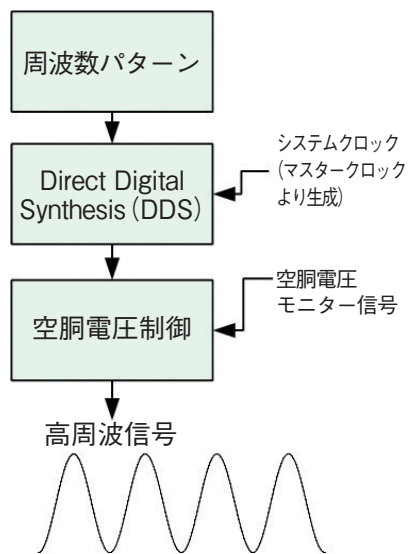 周波数パターン
Direct Digital
Synthesis (DDS)
システムクロック
(マスタークロック
より生成)
空胴電圧制御
空胴電圧
モニター信号
高周波信号